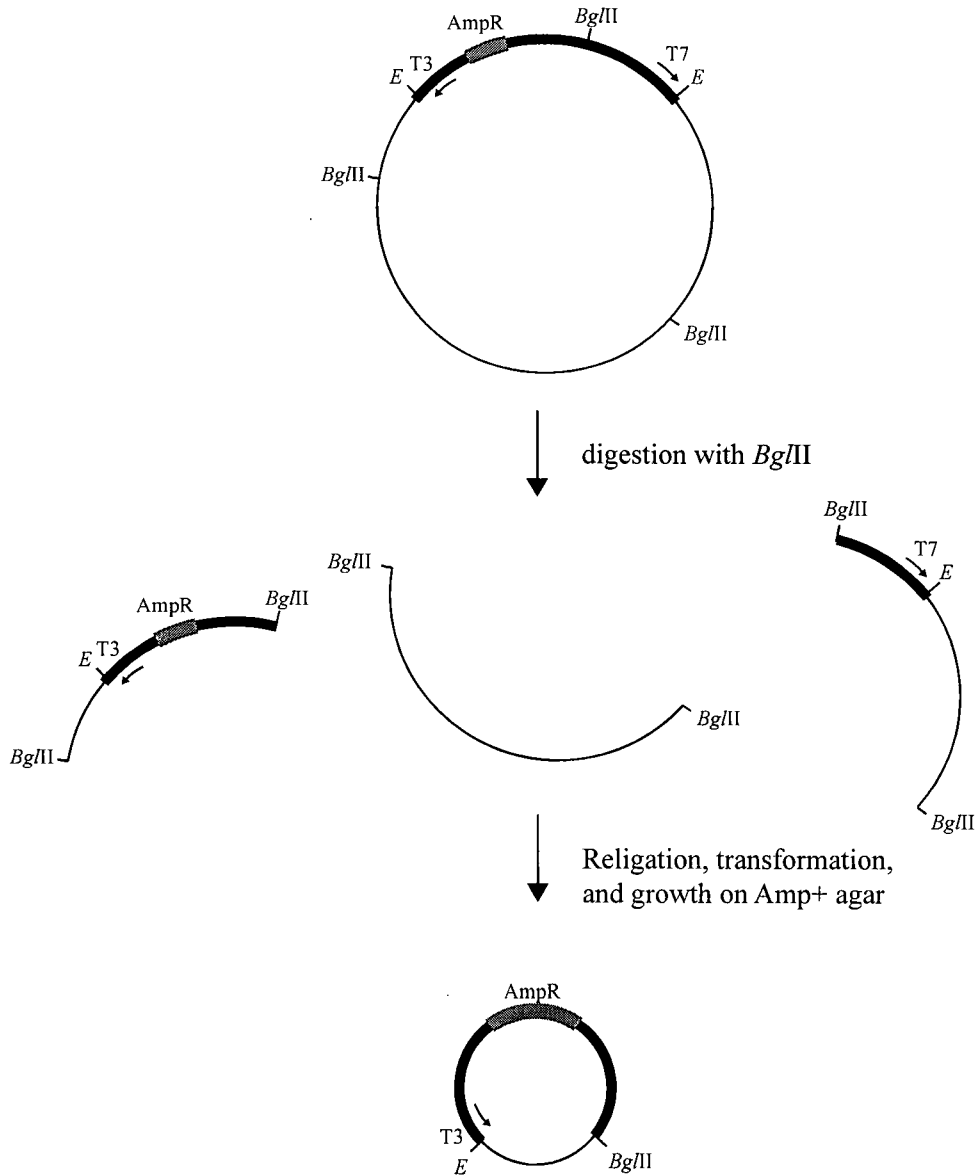 AmpR
BglII
T3
T7
E
E
BglII
BglII
digestion with BglII
BglII
T7
E
BglII
AmpR
BglII
E
T3
BglII
BglII
BglII
Religation, transformation,
and growth on Amp+ agar
AmpR
T3
E
BglII